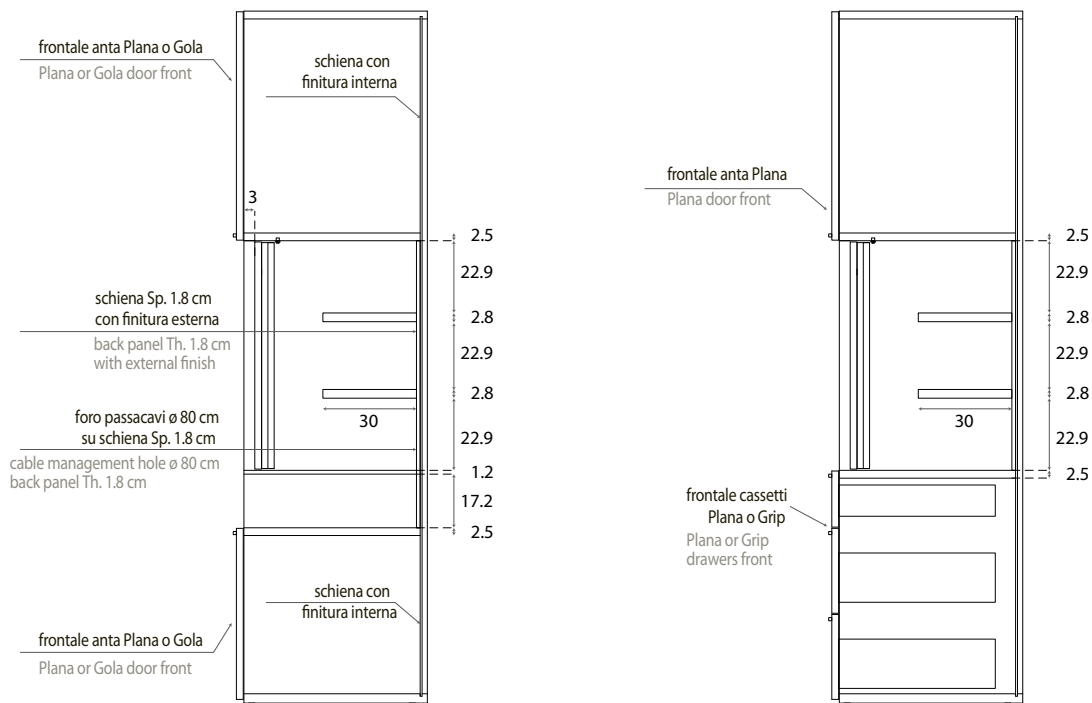 frontale anta Plana o Gola
Plana or Gola door front
schiena con
finitura interna
3
2.5
22.9
2.8
22.9
2.8
22.9
1.2
17.2
2.5
30
schiena Sp. 1.8 cm
con finitura esterna
back panel Th. 1.8 cm
with external finish
foro passacavi ø 80 cm
su schiena Sp. 1.8 cm
cable management hole ø 80 cm
back panel Th. 1.8 cm
schiena con
finitura interna
frontale anta Plana o Gola
Plana or Gola door front
frontale anta Plana
Plana door front
2.5
22.9
2.8
22.9
2.8
22.9
2.5
30
frontale cassetti
Plana o Grip
Plana or Grip
drawers front